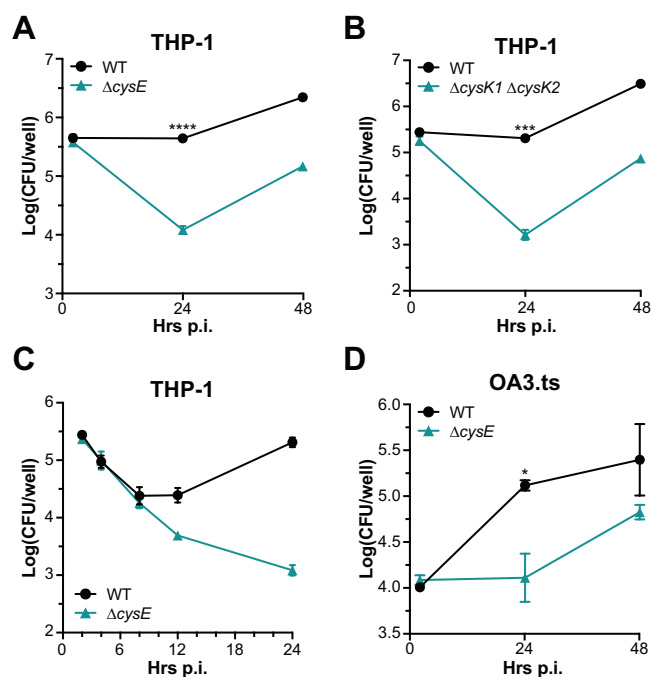 A
THP-1
WT
ΔcysE
Log(CFU/well)
7
6
5
4
3
0
24
48
Hrs p.i.
****
B
THP-1
WT
ΔcysK1 ΔcysK2
Log(CFU/well)
7
6
5
4
3
2
0
24
48
Hrs p.i.
***
C
THP-1
Log(CFU/well)
6
5
4
3
2
WT
ΔcysE
0
6
12
18
24
Hrs p.i.
D
OA3.ts
WT
ΔcysE
Log(CFU/well)
6.0
5.5
5.0
4.5
4.0
3.5
0
24
48
Hrs p.i.
*